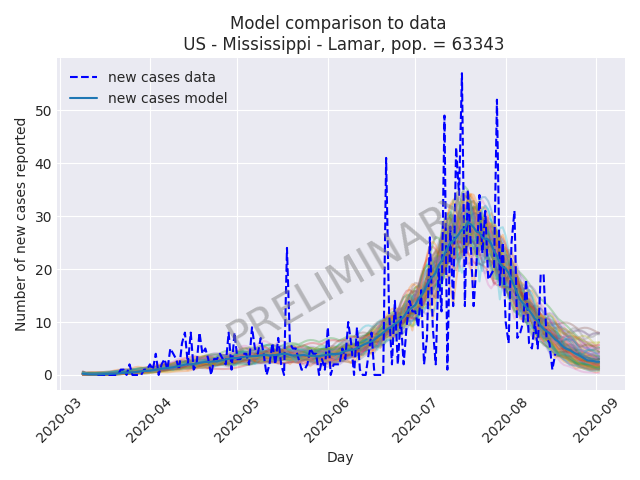 Model comparison to data
US - Mississippi - Lamar, pop. = 63343
new cases data
new cases model
PRELIMINARY
Number of new cases reported
50
40
30
20
10
0
2020-03
2020-04
2020-05
2020-06
2020-07
2020-08
2020-09
Day